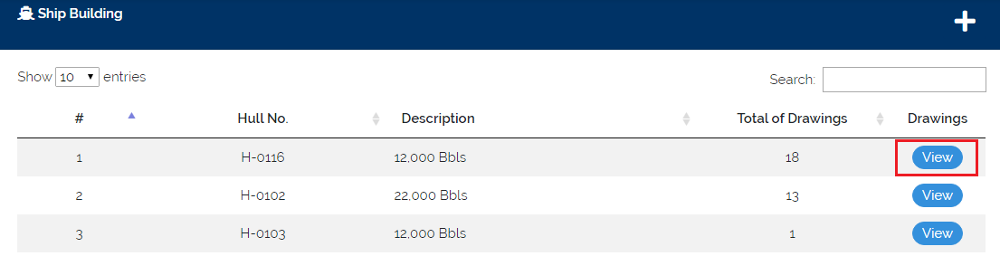 Ship Building
Show 10 entries Search:
# Hull No. Description Total of Drawings Drawings
1 H-0116 12,000 Bbls 18 View
2 H-0102 22,000 Bbls 13 View
3 H-0103 12,000 Bbls 1 View